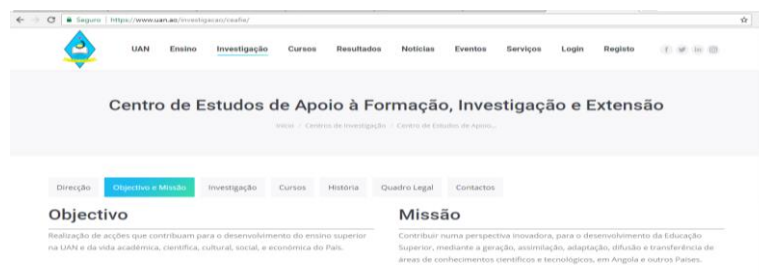 Seguro | https://www.uan.ao/investigacao/ceafie/
UAN Ensino Investigação Cursos Resultados Noticias Eventos Serviços Login Registo
Centro de Estudos de Apoio à Formação, Investigação e Extensão
Inicial Centros de Investigação Centro de Estudos de Apoio...
Direcção Objectivo e Missão Investigação Cursos História Quadro Legal Contactos
Objectivo
Realização de acções que contribuam para o desenvolvimento do ensino superior
na UAN e da vida académica, científica, cultural, social, e económica do País.
Missão
Contribuir numa perspectiva inovadora, para o desenvolvimento da Educação
Superior, mediante a geração, assimilação, adaptação, difusão e transferência de
áreas de conhecimentos científicos e tecnológicos, em Angola e outros Países.